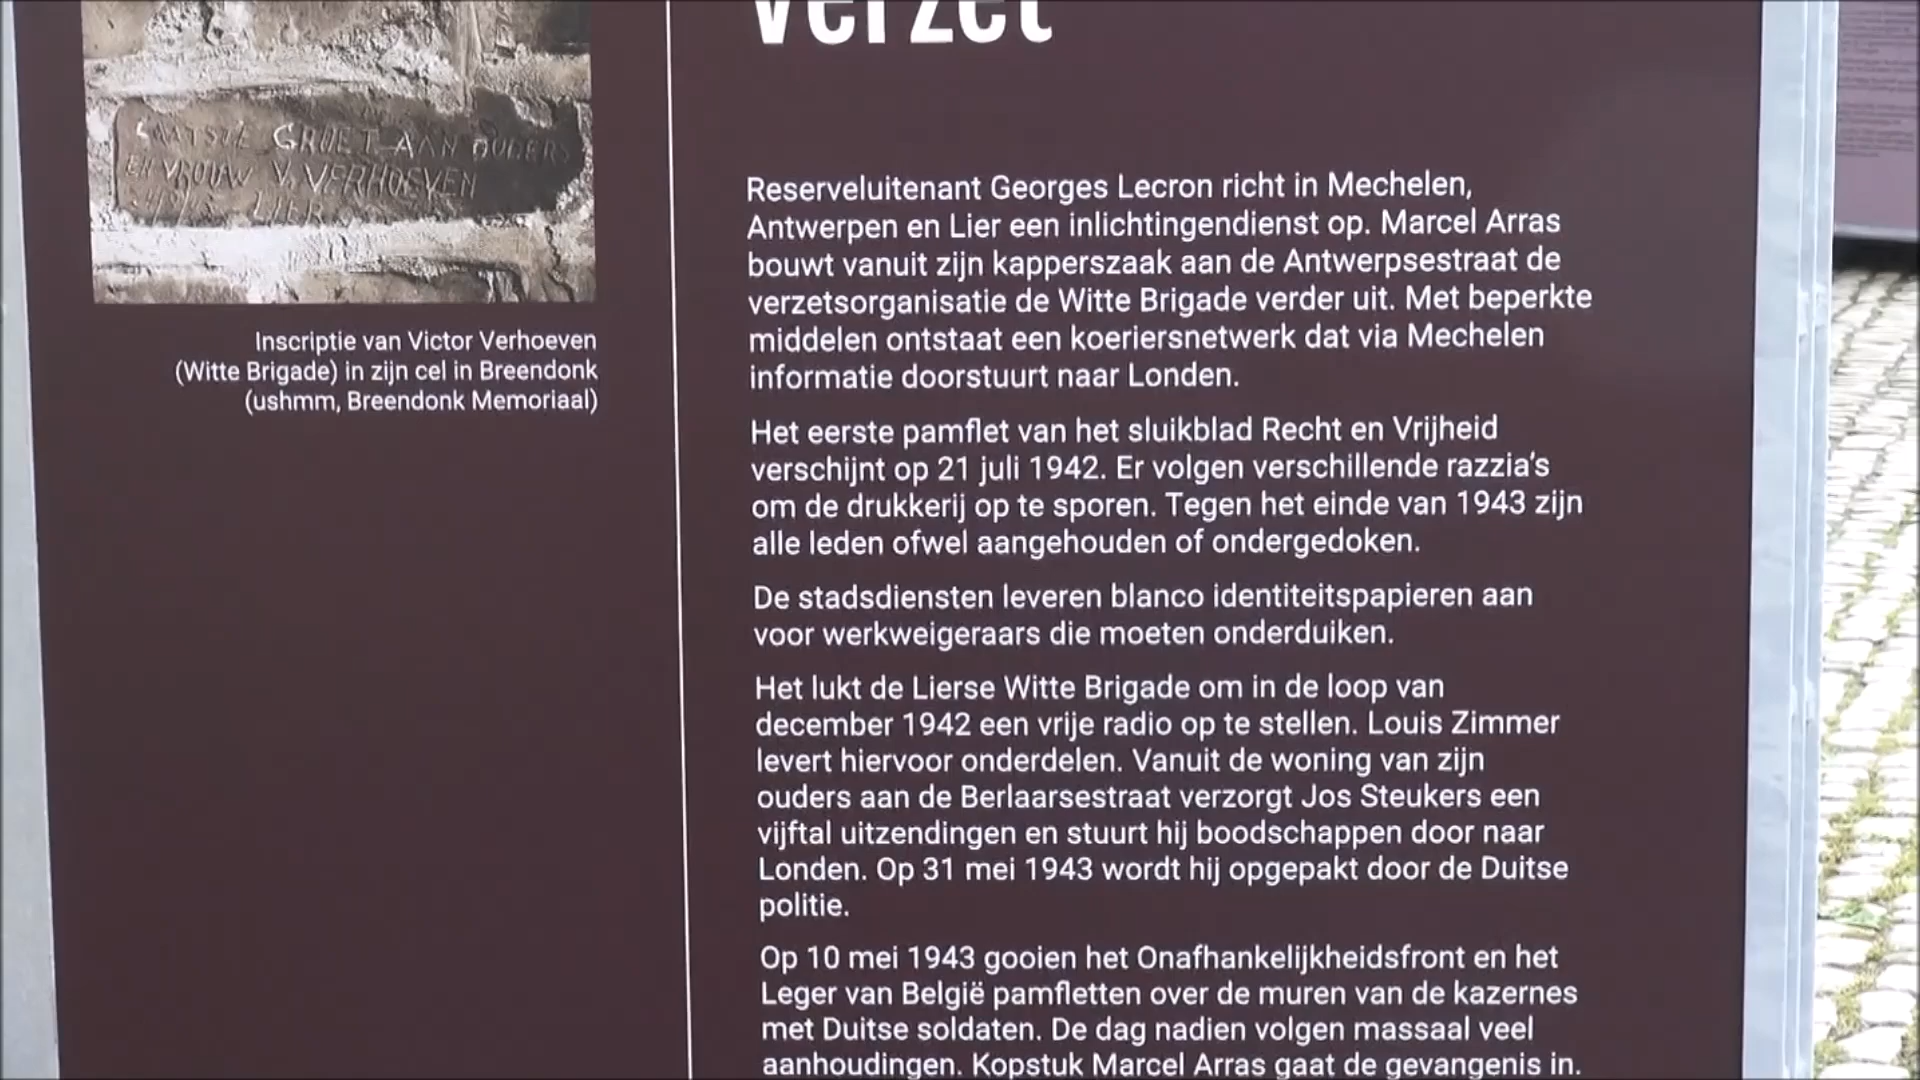 verzet
LAATSTE GROET AAN OUDERS
EN VROUW V. VERHOEVEN
LIER
Inscriptie van Victor Verhoeven
(Witte Brigade) in zijn cel in Breendonk
(ushmm, Breendonk Memoriaal)
Reserveluitenant Georges Lecron richt in Mechelen,
Antwerpen en Lier een inlichtingendienst op. Marcel Arras
bouwt vanuit zijn kapperszaak aan de Antwerpsestraat de
verzetsorganisatie de Witte Brigade verder uit. Met beperkte
middelen ontstaat een koeriersnetwerk dat via Mechelen
informatie doorstuurt naar Londen.
Het eerste pamflet van het sluikblad Recht en Vrijheid
verschijnt op 21 juli 1942. Er volgen verschillende razzia's
om de drukkerij op te sporen. Tegen het einde van 1943 zijn
alle leden ofwel aangehouden of ondergedoken.
De stadsdiensten leveren blanco identiteitspapieren aan
voor werkweigeraars die moeten onderduiken.
Het lukt de Lierse Witte Brigade om in de loop van
december 1942 een vrije radio op te stellen. Louis Zimmer
levert hiervoor onderdelen. Vanuit de woning van zijn
ouders aan de Berlaarsestraat verzorgt Jos Steukers een
vijftal uitzendingen en stuurt hij boodschappen door naar
Londen. Op 31 mei 1943 wordt hij opgepakt door de Duitse
politie.
Op 10 mei 1943 gooien het Onafhankelijkheidsfront en het
Leger van België pamfletten over de muren van de kazernes
met Duitse soldaten. De dag nadien volgen massaal veel
aanhoudingen. Kopstuk Marcel Arras gaat de gevangenis in.